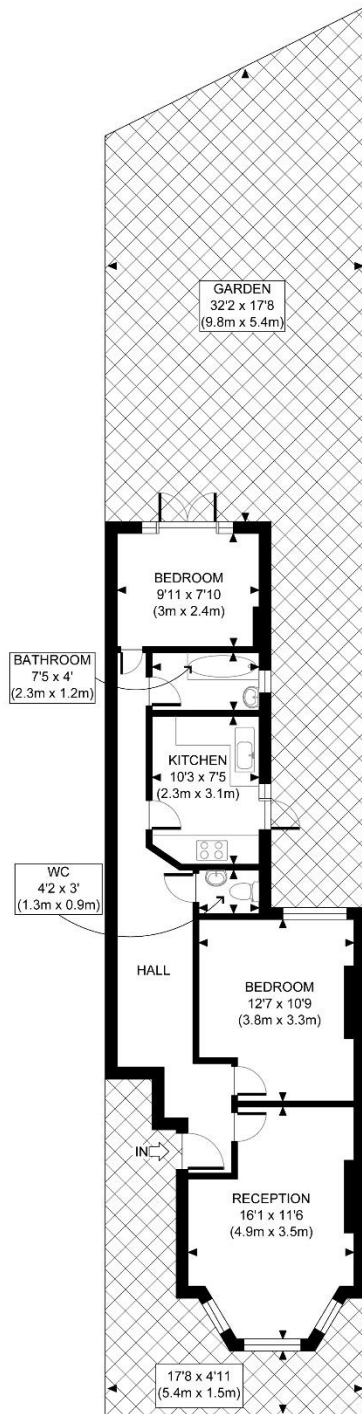 GARDEN
32'2 x 17'8
(9.8m x 5.4m)
BEDROOM
9'11 x 7'10
(3m x 2.4m)
BATHROOM
7'5 x 4'
(2.3m x 1.2m)
KITCHEN
10'3 x 7'5
(2.3m x 3.1m)
WC
4'2 x 3'
(1.3m x 0.9m)
HALL
BEDROOM
12'7 x 10'9
(3.8m x 3.3m)
IN
RECEPTION
16'1 x 11'6
(4.9m x 3.5m)
17'8 x 4'11
(5.4m x 1.5m)